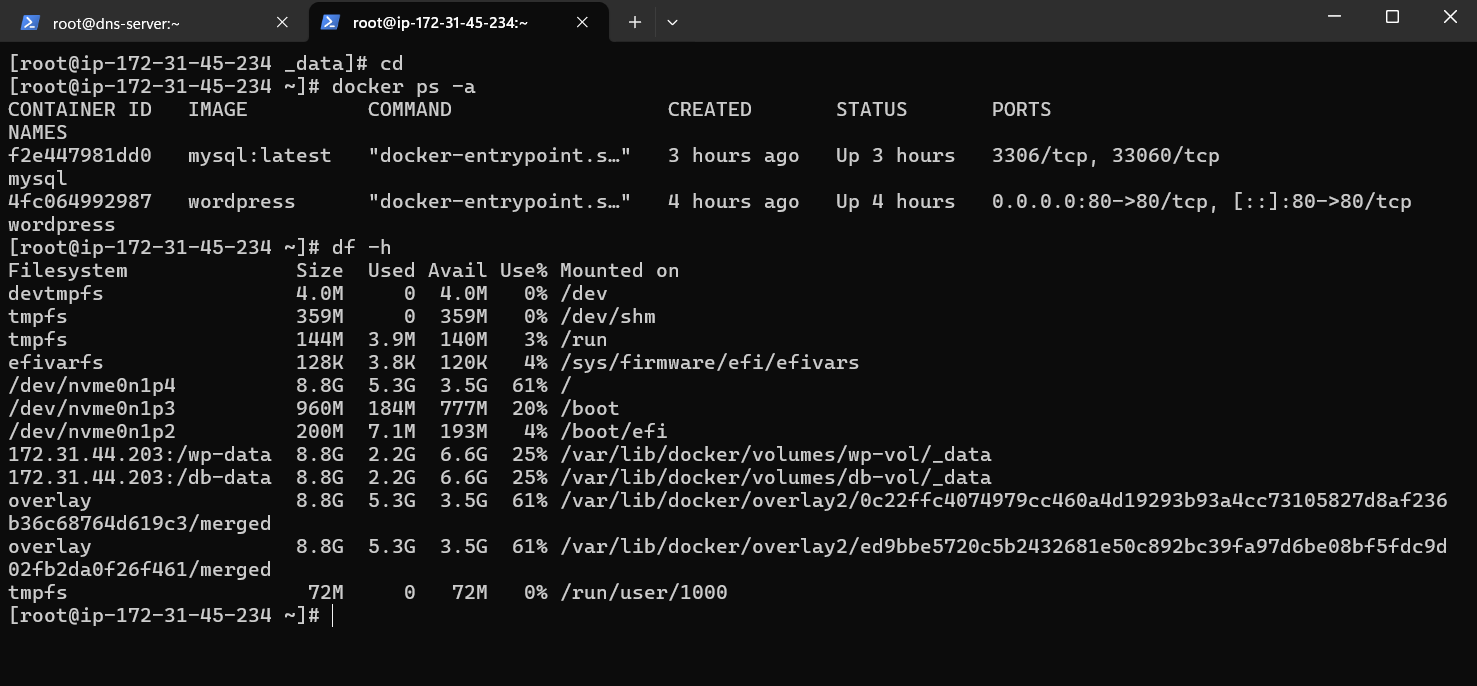 root@dns-server:~
root@ip-172-31-45-234:~
[root@ip-172-31-45-234 _data]# cd
[root@ip-172-31-45-234 ~]# docker ps -a
CONTAINER ID   IMAGE          COMMAND                  CREATED       STATUS       PORTS
NAMES
f2e447981dd0   mysql:latest   "docker-entrypoint.s…"   3 hours ago   Up 3 hours   3306/tcp, 33060/tcp
mysql
4fc064992987   wordpress      "docker-entrypoint.s…"   4 hours ago   Up 4 hours   0.0.0.0:80->80/tcp, [::]:80->80/tcp
wordpress
[root@ip-172-31-45-234 ~]# df -h
Filesystem              Size  Used Avail Use% Mounted on
devtmpfs                4.0M     0  4.0M   0% /dev
tmpfs                   359M     0  359M   0% /dev/shm
tmpfs                   144M  3.9M  140M   3% /run
efivarfs                128K  3.8K  120K   4% /sys/firmware/efi/efivars
/dev/nvme0n1p4          8.8G  5.3G  3.5G  61% /
/dev/nvme0n1p3          960M  184M  777M  20% /boot
/dev/nvme0n1p2          200M  7.1M  193M   4% /boot/efi
172.31.44.203:/wp-data  8.8G  2.2G  6.6G  25% /var/lib/docker/volumes/wp-vol/_data
172.31.44.203:/db-data  8.8G  2.2G  6.6G  25% /var/lib/docker/volumes/db-vol/_data
overlay                 8.8G  5.3G  3.5G  61% /var/lib/docker/overlay2/0c22ffc4074979cc460a4d19293b93a4cc73105827d8af236
b36c68764d619c3/merged
overlay                 8.8G  5.3G  3.5G  61% /var/lib/docker/overlay2/ed9bbe5720c5b2432681e50c892bc39fa97d6be08bf5fdc9d
02fb2da0f26f461/merged
tmpfs                    72M     0   72M   0% /run/user/1000
[root@ip-172-31-45-234 ~]#